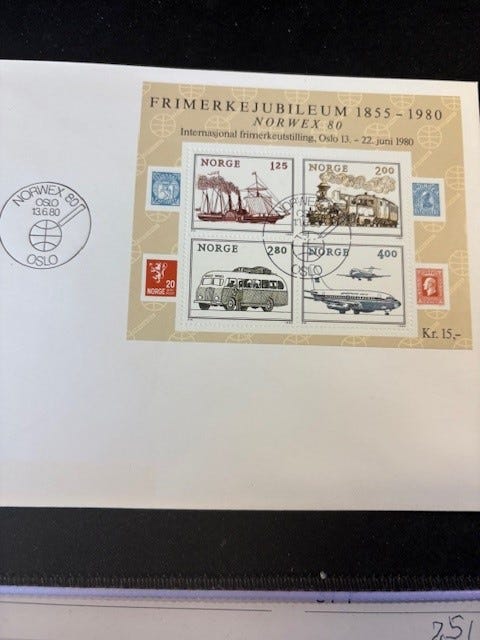 FRIMERKEJUBILEUM 1855 – 1980
NORWEX 80
Internasjonal frimerkeutstilling, Oslo 13. – 22. juni 1980
NORGE 1.25
NORGE 2.00
NORWEX 80
OSLO
13.6.80
OSLO
NORGE 2.80
NORGE 4.00
NORGE 20
Kr. 15,–